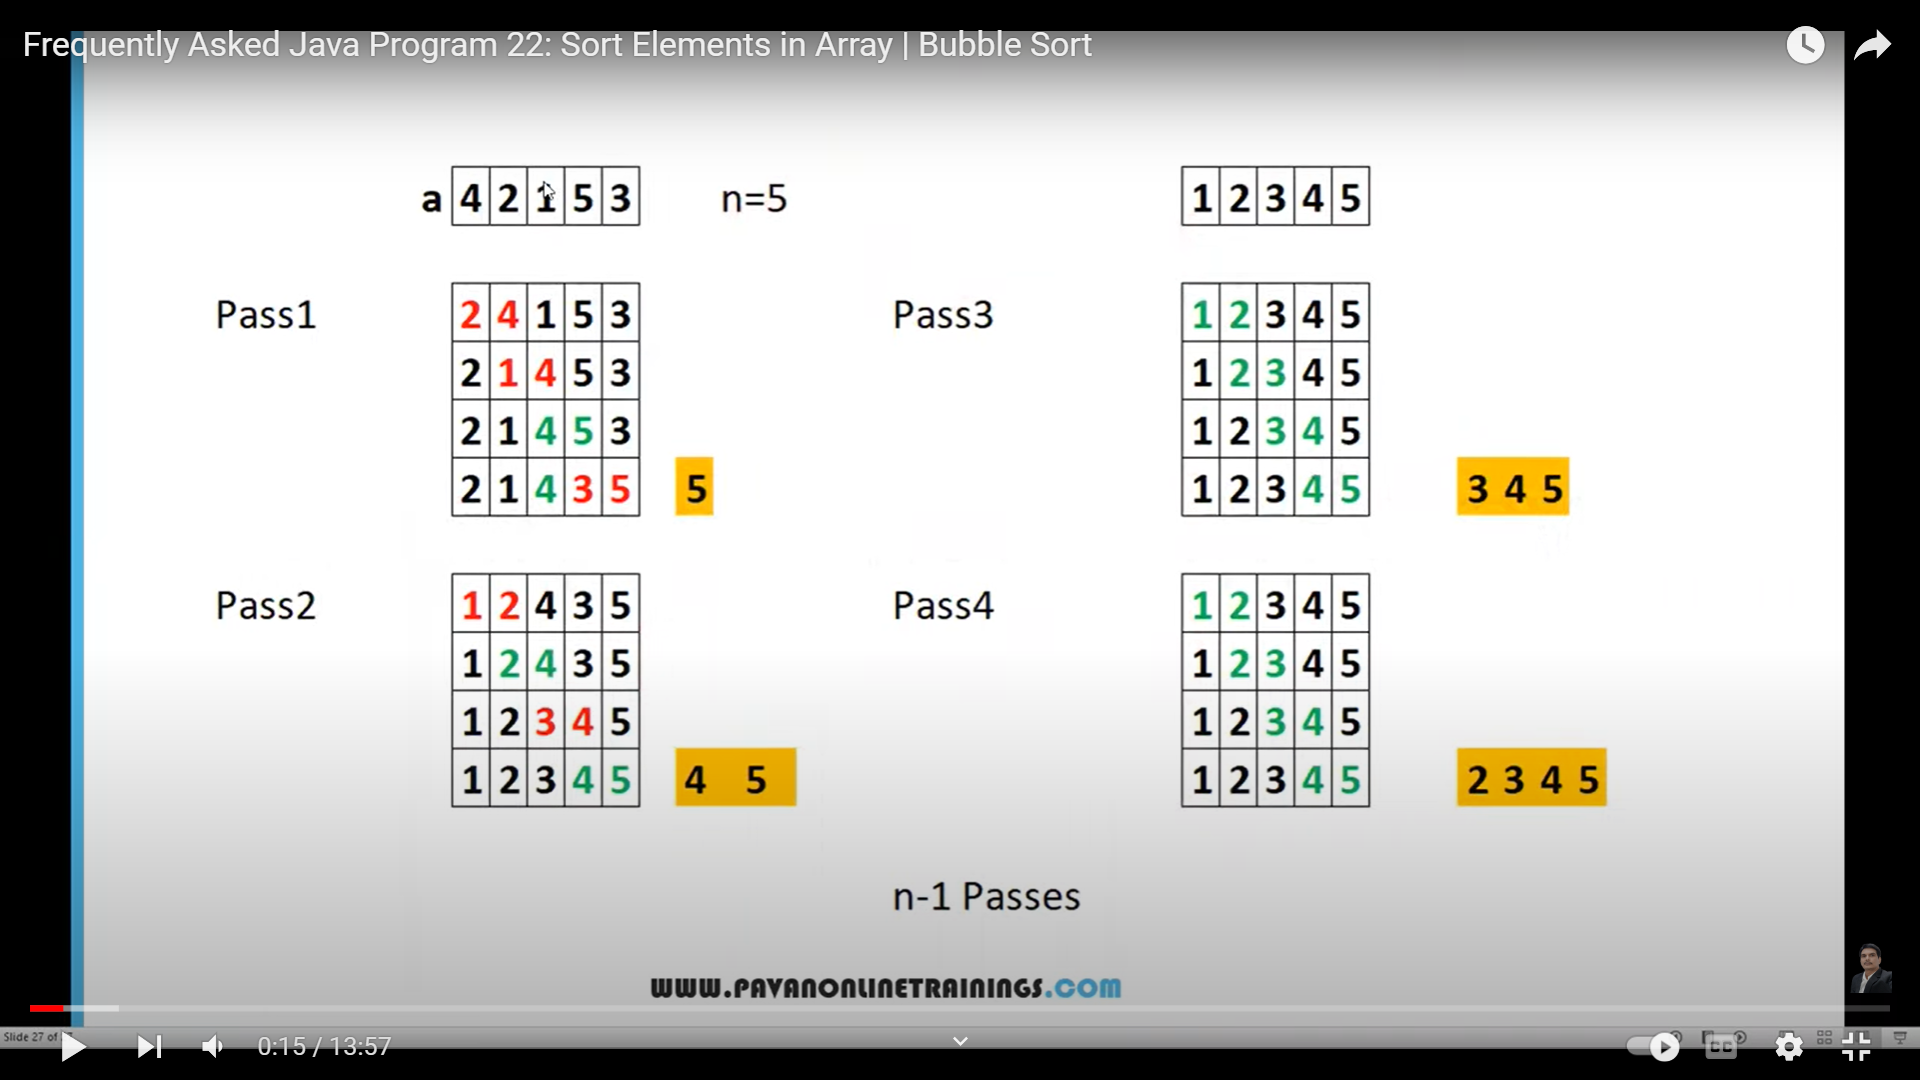 Frequently Asked Java Program 22: Sort Elements in Array | Bubble Sort
a 4 2 1 5 3 n=5
1 2 3 4 5
Pass1
2 4 1 5 3
2 1 4 5 3
2 1 4 5 3
2 1 4 3 5 5
Pass3
1 2 3 4 5
1 2 3 4 5
1 2 3 4 5
1 2 3 4 5 3 4 5
Pass2
1 2 4 3 5
1 2 4 3 5
1 2 3 4 5
1 2 3 4 5 4 5
Pass4
1 2 3 4 5
1 2 3 4 5
1 2 3 4 5
1 2 3 4 5 2 3 4 5
n-1 Passes
WWW.PAVANONLINETRAININGS.COM
Slide 27 of
0:15 / 13:57
CC